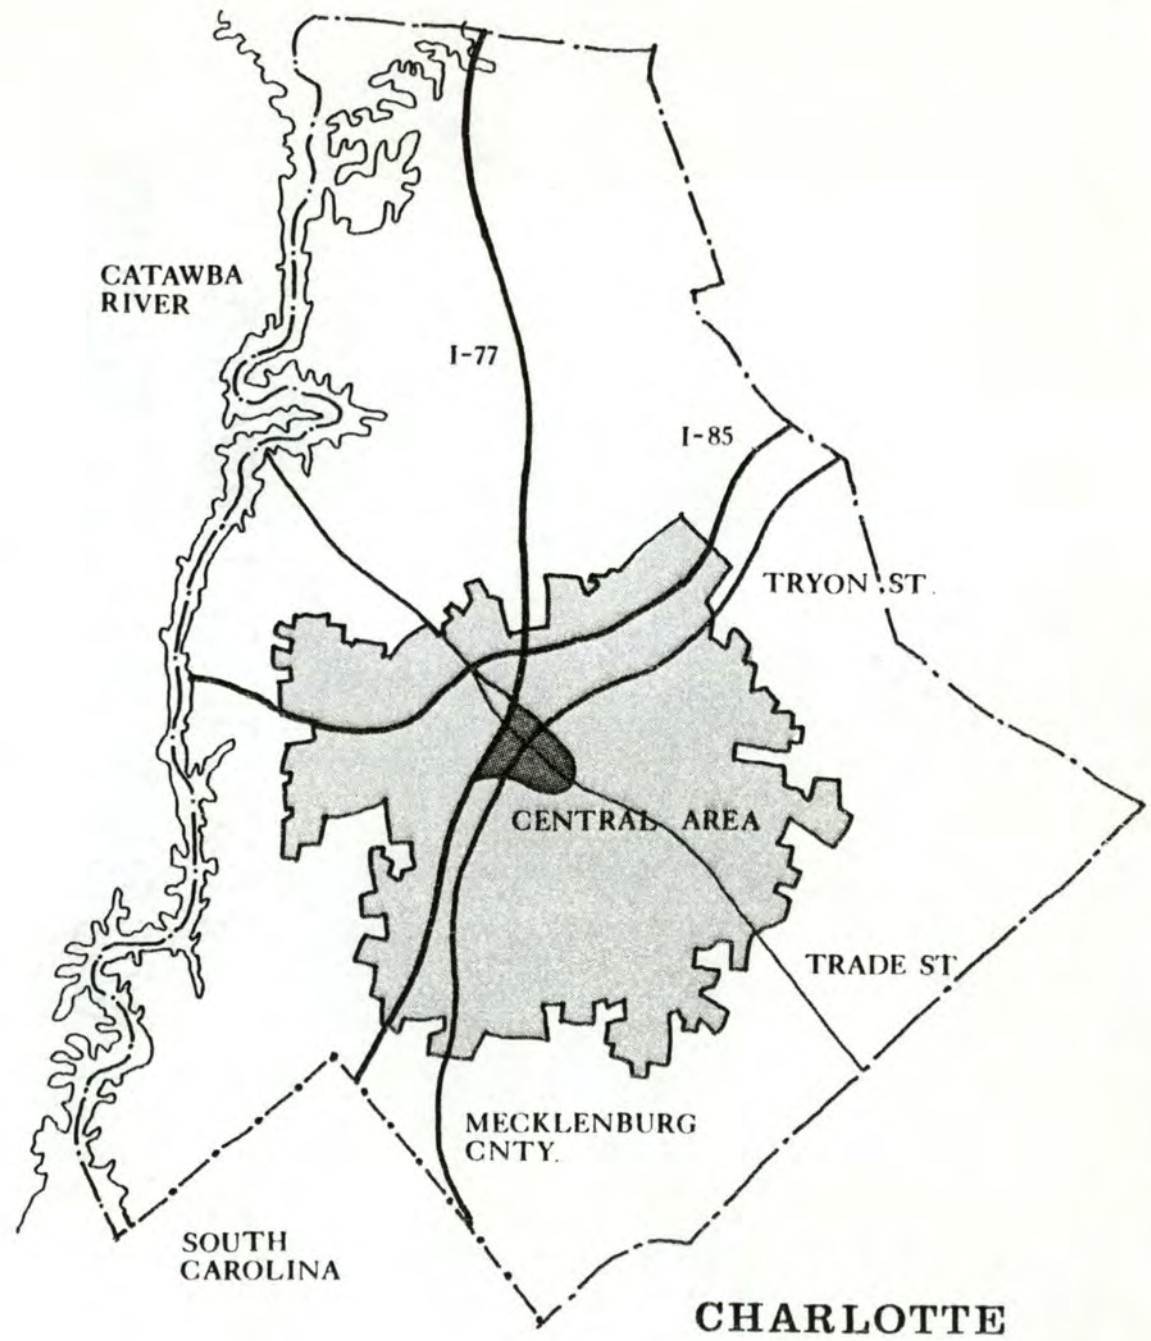 CATAWBA
RIVER
I-77
I-85
TRYON ST.
CENTRAL AREA
TRADE ST
MECKLENBURG
CNTY.
SOUTH
CAROLINA
CHARLOTTE